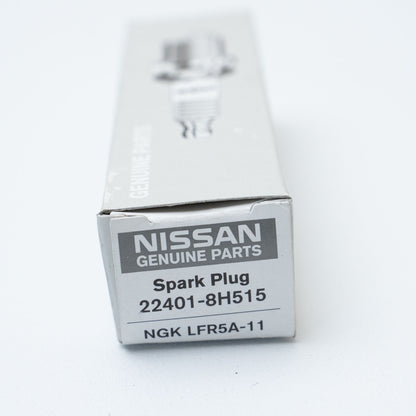 GENUINE PARTS
NISSAN
GENUINE PARTS
Spark Plug
22401-8H515
NGK LFR5A-11